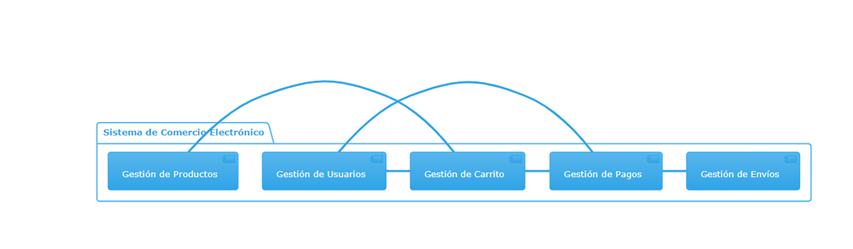 Sistema de Comercio Electrónico
Gestión de Productos
Gestión de Usuarios
Gestión de Carrito
Gestión de Pagos
Gestión de Envíos